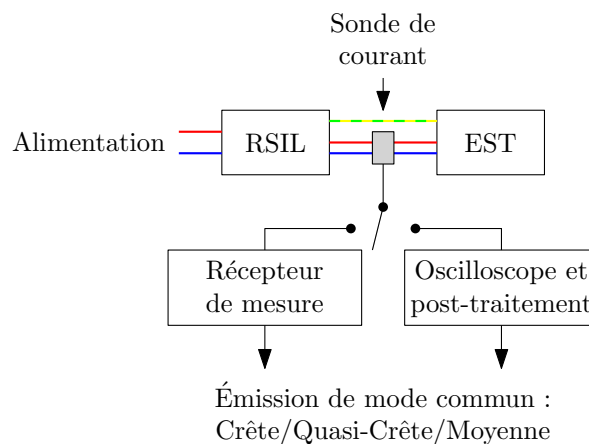 Sonde de
courant
Alimentation
RSIL
EST
Récepteur
de mesure
Oscilloscope et
post-traitement
Émission de mode commun :
Crête/Quasi-Crête/Moyenne